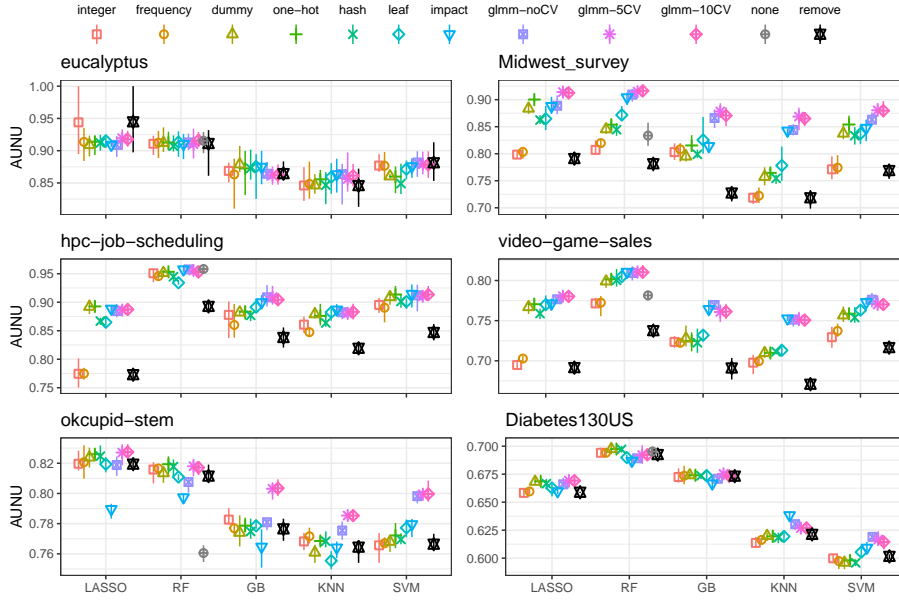 integer frequency dummy one-hot hash leaf impact glmm-noCV glmm-5CV glmm-10CV none remove
eucalyptus
AUNU
1.00
0.95
0.90
0.85
Midwest_survey
0.90
0.85
0.80
0.75
0.70
hpc-job-scheduling
AUNU
0.95
0.90
0.85
0.80
0.75
video-game-sales
0.80
0.75
0.70
okcupid-stem
AUNU
0.82
0.80
0.78
0.76
LASSO RF GB KNN SVM
Diabetes130US
0.700
0.675
0.650
0.625
0.600
LASSO RF GB KNN SVM